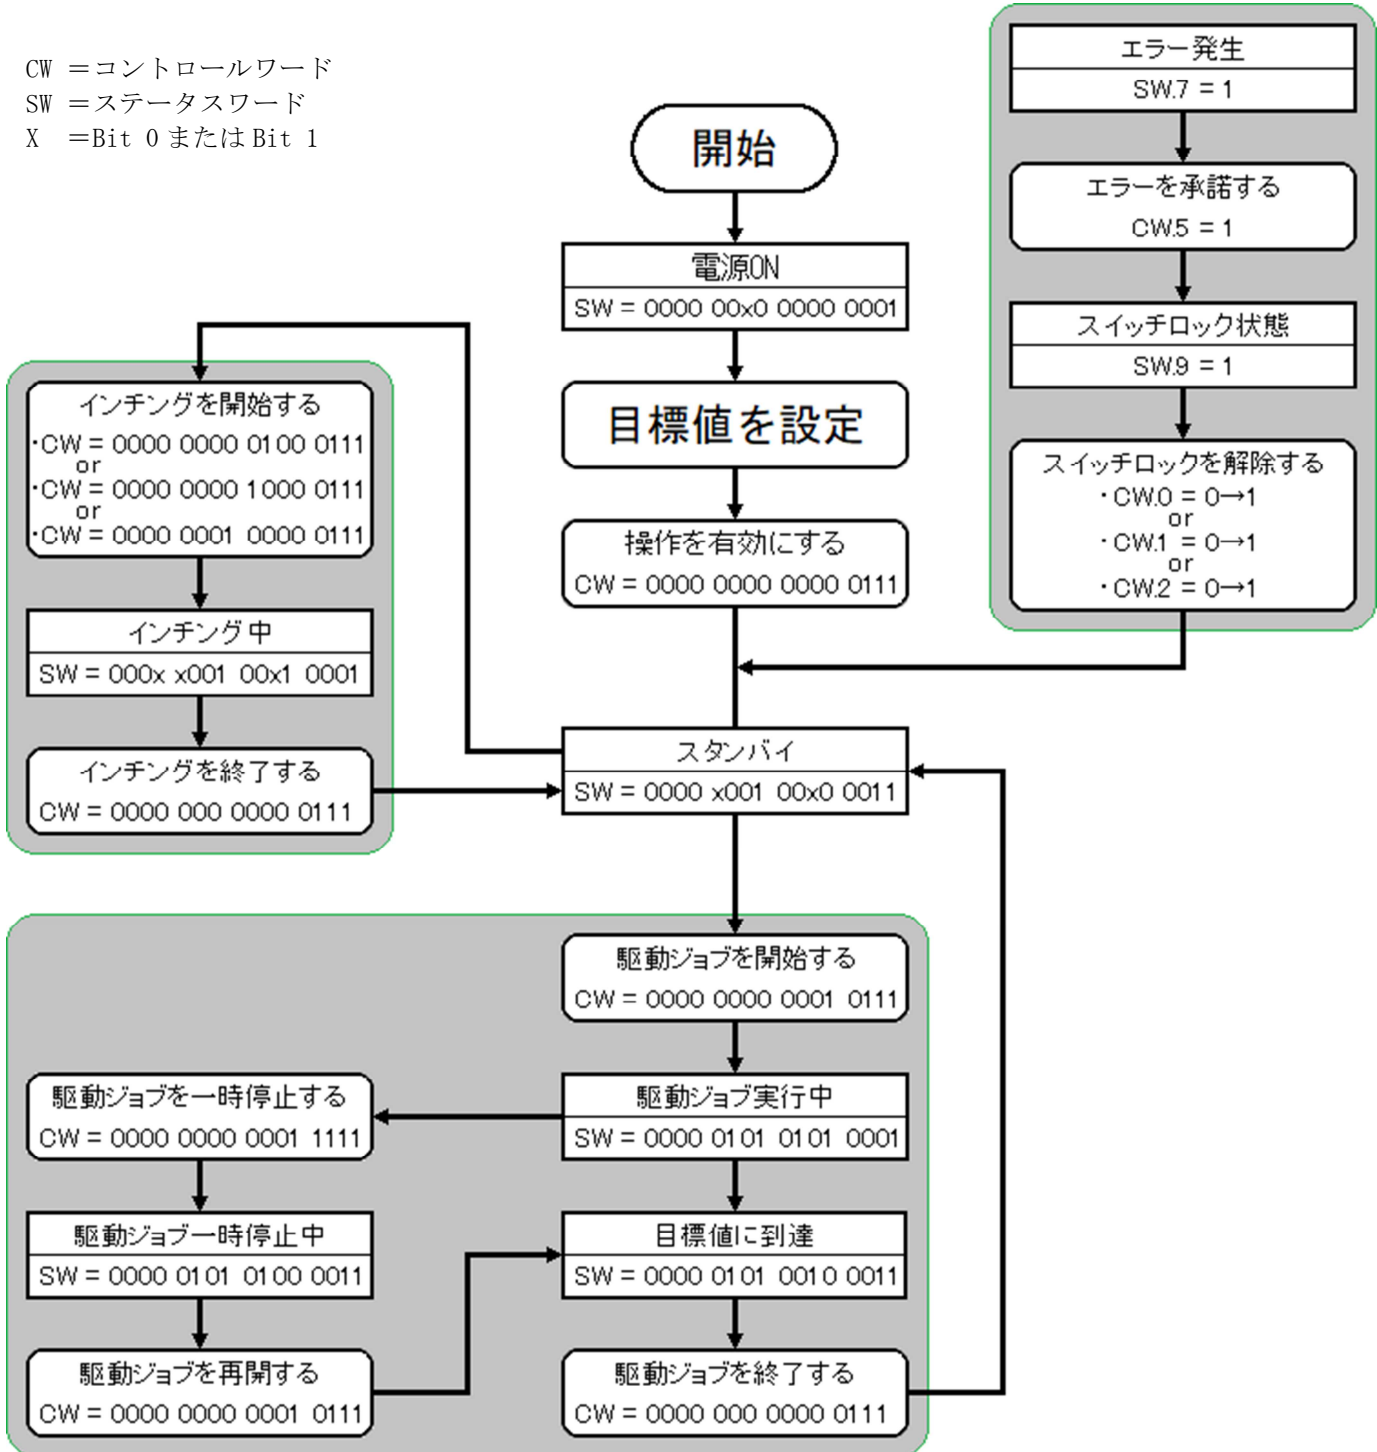 CW ＝コントロールワード
SW ＝ステータスワード
X ＝Bit 0 または Bit 1
開始
電源ON
SW = 0000 00x0 0000 0001
目標値を設定
操作を有効にする
CW = 0000 0000 0000 0111
エラー発生
SW.7 = 1
エラーを承諾する
CW.5 = 1
スイッチロック状態
SW.9 = 1
スイッチロックを解除する
・CW.0 = 0→1
or
・CW.1 = 0→1
or
・CW.2 = 0→1
インチングを開始する
・CW = 0000 0000 0100 0111
or
・CW = 0000 0000 1000 0111
or
・CW = 0000 0001 0000 0111
インチング中
SW = 000x x001 00x1 0001
インチングを終了する
CW = 0000 000 0000 0111
スタンバイ
SW = 0000 x001 00x0 0011
駆動ジョブを開始する
CW = 0000 0000 0001 0111
駆動ジョブ実行中
SW = 0000 0101 0101 0001
駆動ジョブを一時停止する
CW = 0000 0000 0001 1111
駆動ジョブ一時停止中
SW = 0000 0101 0100 0011
駆動ジョブを再開する
CW = 0000 0000 0001 0111
目標値に到達
SW = 0000 0101 0010 0011
駆動ジョブを終了する
CW = 0000 000 0000 0111